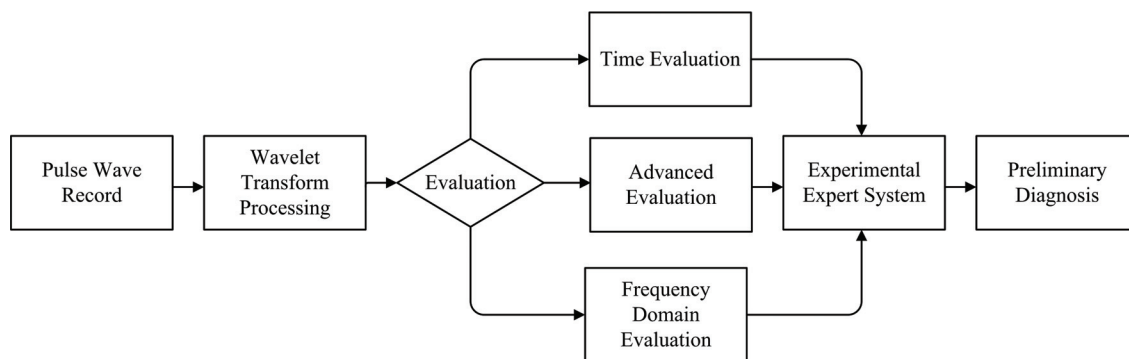 Pulse Wave
Record
Wavelet
Transform
Processing
Evaluation
Time Evaluation
Advanced
Evaluation
Frequency
Domain
Evaluation
Experimental
Expert System
Preliminary
Diagnosis